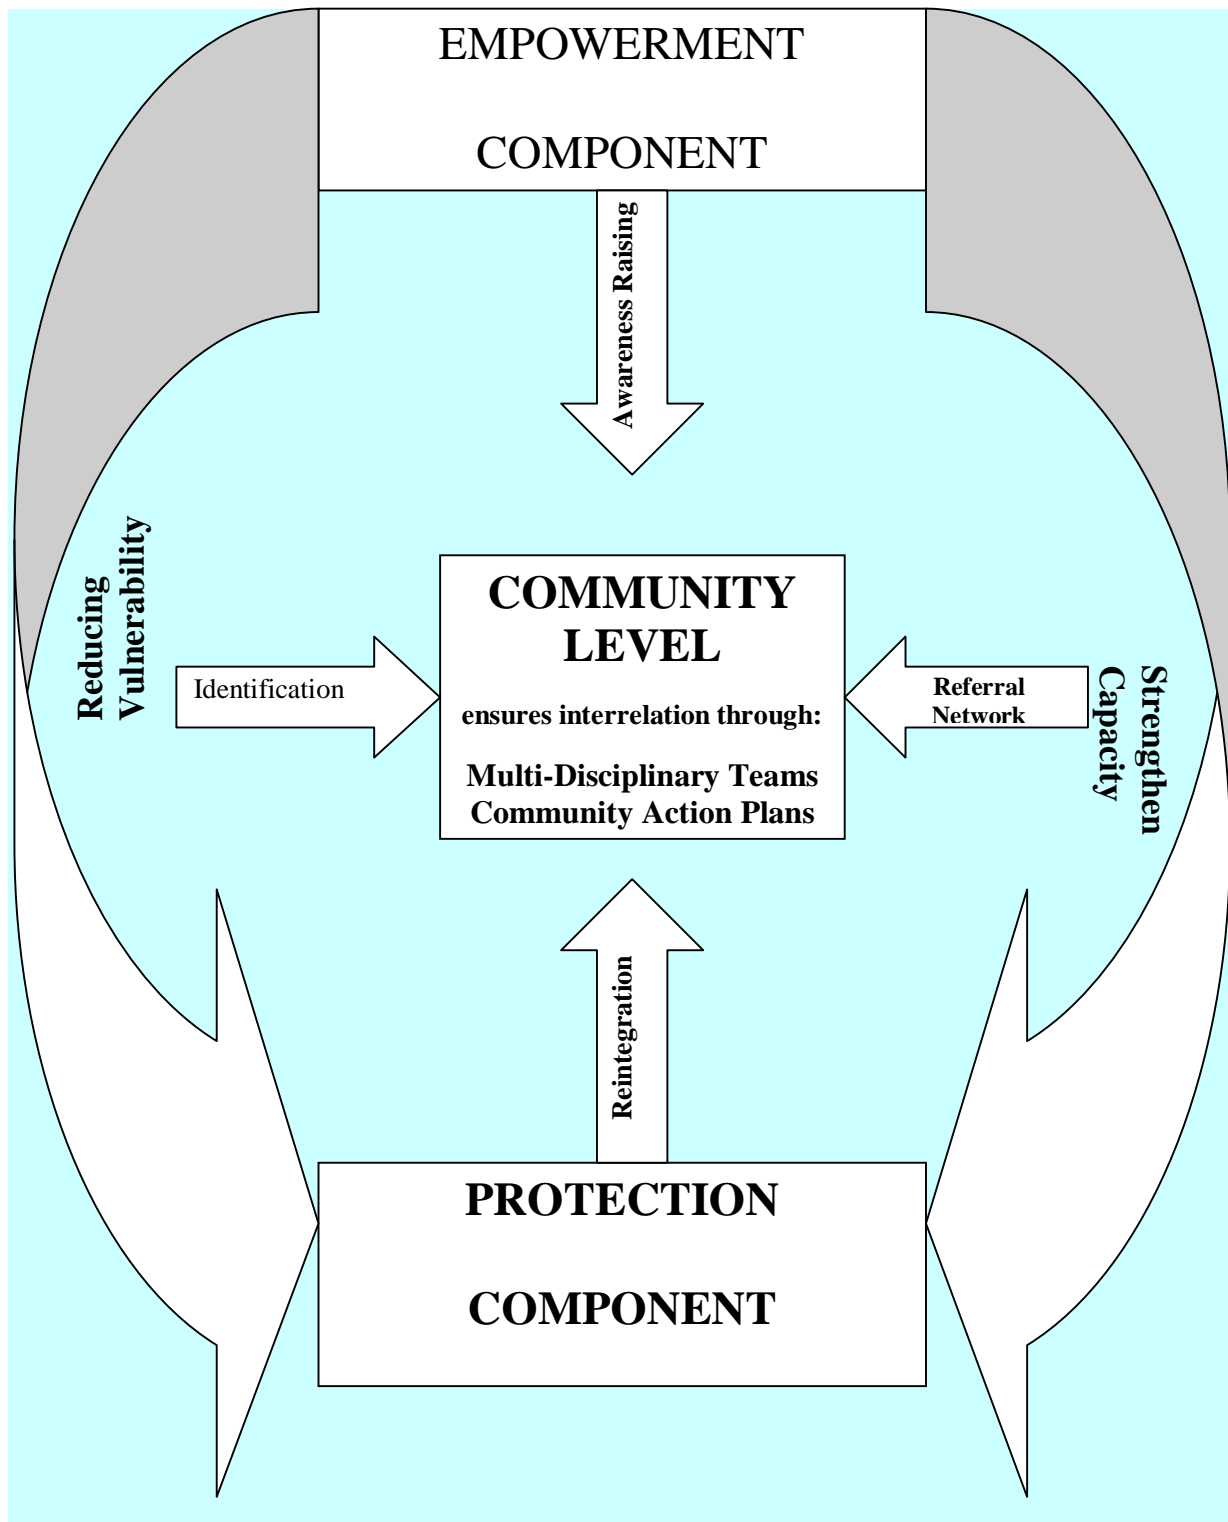 EMPOWERMENT
COMPONENT
Awareness Raising
Reducing
Vulnerability
Identification
COMMUNITY
LEVEL
ensures interrelation through:
Multi-Disciplinary Teams
Community Action Plans
Referral
Network
Strengthen
Capacity
Reintegration
PROTECTION
COMPONENT